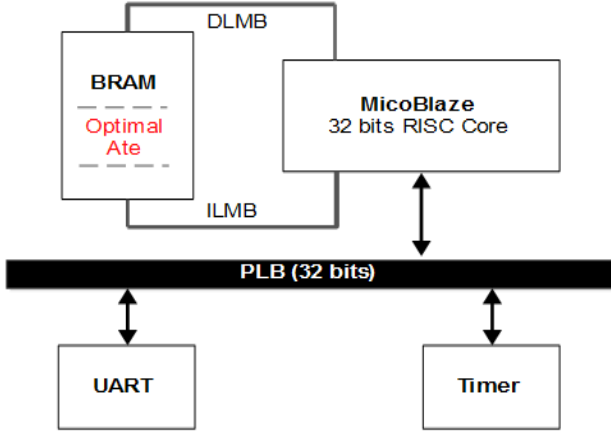 DLMB
BRAM
Optimal
Ate
MicoBlaze
32 bits RISC Core
ILMB
PLB (32 bits)
UART
Timer